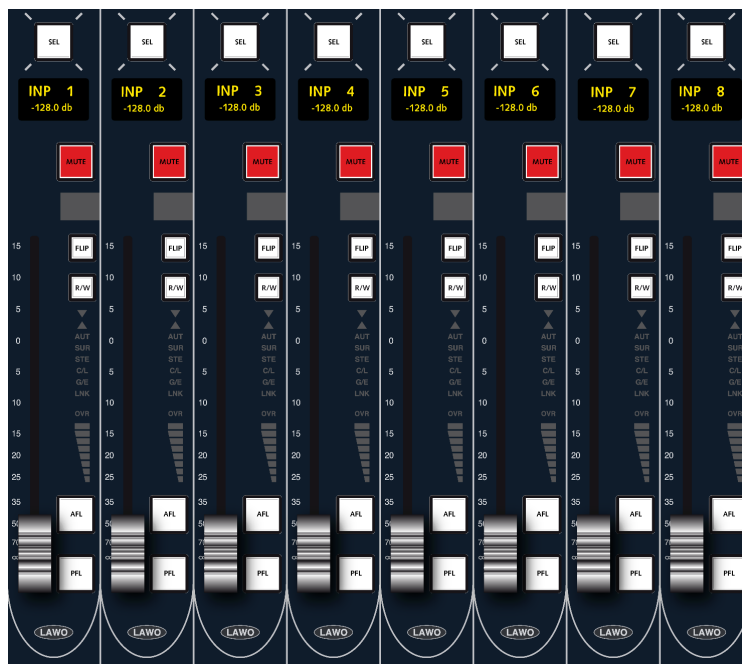 SEL SEL SEL SEL SEL SEL SEL SEL
INP 1 INP 2 INP 3 INP 4 INP 5 INP 6 INP 7 INP 8
-128.0 db -128.0 db -128.0 db -128.0 db -128.0 db -128.0 db -128.0 db -128.0 db
MUTE MUTE MUTE MUTE MUTE MUTE MUTE MUTE
15 FLIP 15 FLIP 15 FLIP 15 FLIP 15 FLIP 15 FLIP 15 FLIP 15 FLIP
10 R/W 10 R/W 10 R/W 10 R/W 10 R/W 10 R/W 10 R/W 10 R/W
5 5 5 5 5 5 5 5
0 AUT 0 AUT 0 AUT 0 AUT 0 AUT 0 AUT 0 AUT 0 AUT
SUR SUR SUR SUR SUR SUR SUR SUR
STE STE STE STE STE STE STE STE
5 C/L 5 C/L 5 C/L 5 C/L 5 C/L 5 C/L 5 C/L 5 C/L
G/E G/E G/E G/E G/E G/E G/E G/E
LNK LNK LNK LNK LNK LNK LNK LNK
10 10 10 10 10 10 10 10
OVR OVR OVR OVR OVR OVR OVR OVR
15 15 15 15 15 15 15 15
20 20 20 20 20 20 20 20
25 25 25 25 25 25 25 25
35 35 35 35 35 35 35 35
AFL AFL AFL AFL AFL AFL AFL AFL
PFL PFL PFL PFL PFL PFL PFL PFL
LAWO LAWO LAWO LAWO LAWO LAWO LAWO LAWO